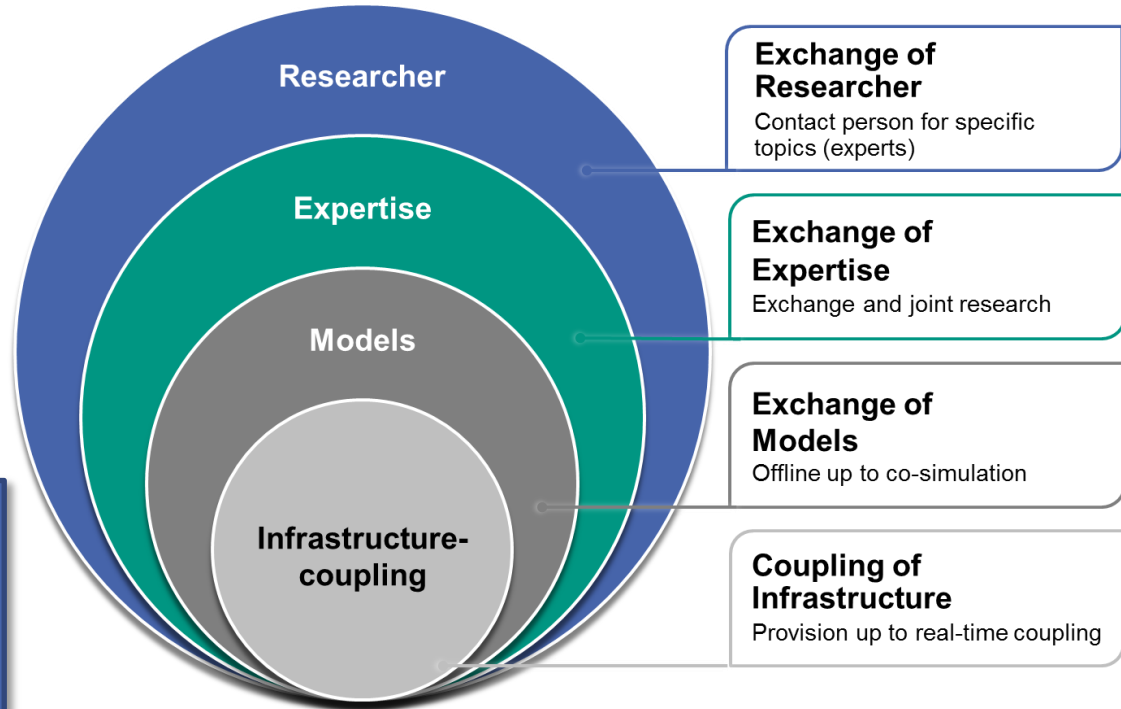 Researcher
Expertise
Models
Infrastructure-
coupling
Exchange of
Researcher
Contact person for specific
topics (experts)
Exchange of
Expertise
Exchange and joint research
Exchange of
Models
Offline up to co-simulation
Coupling of
Infrastructure
Provision up to real-time coupling